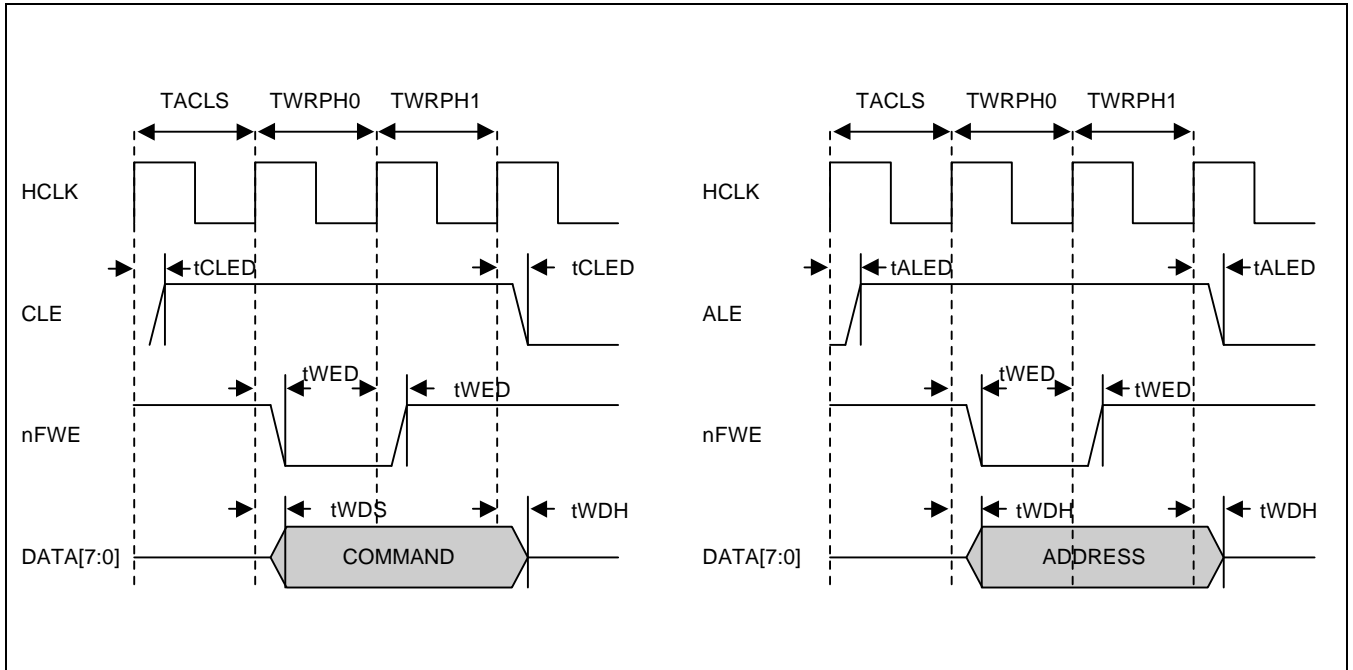 TACLS TWRPH0 TWRPH1
HCLK
tCLED tCLED
CLE
tWED
tWED
nFWE
tWDS tWDH
DATA[7:0] COMMAND
TACLS TWRPH0 TWRPH1
HCLK
tALED tALED
ALE
tWED
tWED
nFWE
tWDH tWDH
DATA[7:0] ADDRESS